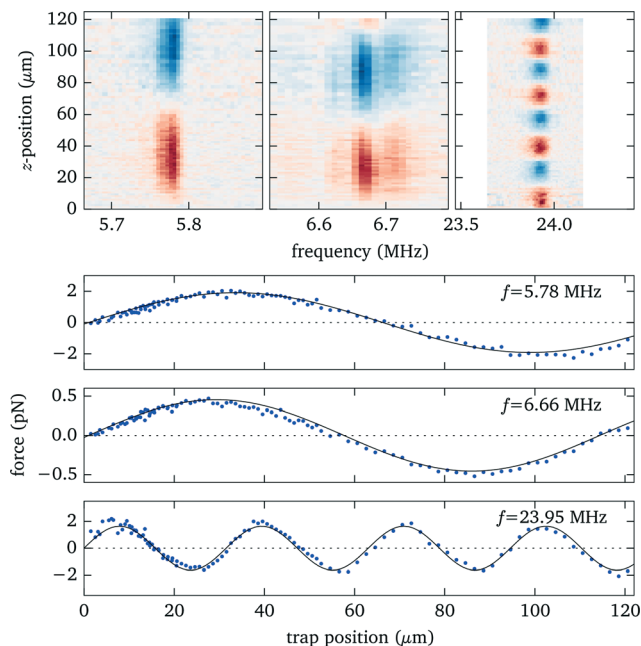 120
100
80
60
40
20
0
z-position (μm)
5.7 5.8 6.6 6.7 23.5 24.0
frequency (MHz)
2
0
−2
f=5.78 MHz
0.5
0.0
−0.5
f=6.66 MHz
force (pN)
2
0
−2
f=23.95 MHz
0 20 40 60 80 100 120
trap position (μm)